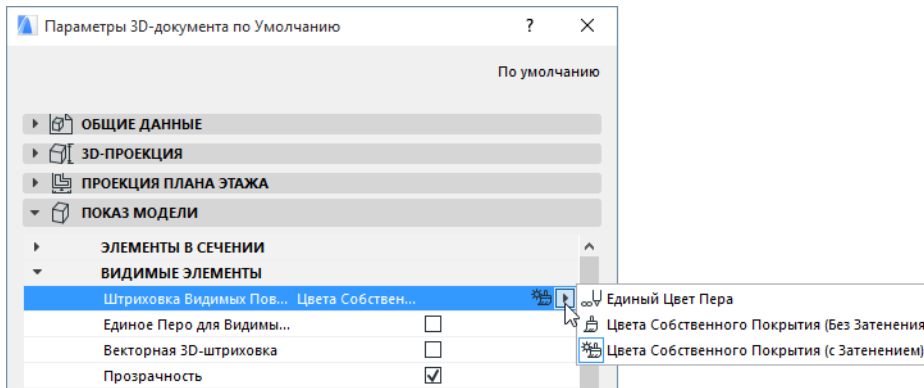 Параметры 3D-документа по Умолчанию ?
По умолчанию
ОБЩИЕ ДАННЫЕ
3D-ПРОЕКЦИЯ
ПРОЕКЦИЯ ПЛАНА ЭТАЖА
ПОКАЗ МОДЕЛИ
ЭЛЕМЕНТЫ В СЕЧЕНИИ
ВИДИМЫЕ ЭЛЕМЕНТЫ
Штриховка Видимых Пов... Цвета Собствен...
Единое Перо для Видимы...
Векторная 3D-штриховка
Прозрачность
Единый Цвет Пера
Цвета Собственного Покрытия (Без Затенения
Цвета Собственного Покрытия (с Затенением)